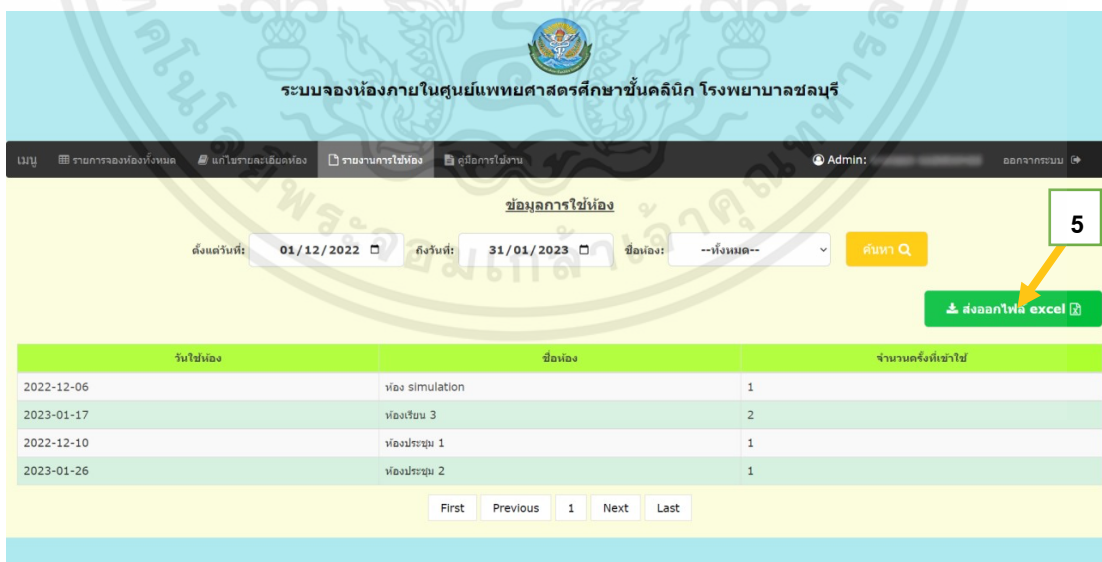 ระบบจองห้องภายในศูนย์แพทยศาสตรศึกษาชั้นคลินิก โรงพยาบาลชลบุรี
เมนู รายการจองห้องทั้งหมด แก้ไขรายละเอียดห้อง รายงานการใช้ห้อง คู่มือการใช้งาน Admin: ออกจากระบบ
ข้อมูลการใช้ห้อง
5
ตั้งแต่วันที่: 01/12/2022 ถึงวันที่: 31/01/2023 ชื่อห้อง: --ทั้งหมด-- ค้นหา
ส่งออกไฟล์ excel
วันใช้ห้อง ชื่อห้อง จำนวนครั้งที่เข้าใช้
2022-12-06 ห้อง simulation 1
2023-01-17 ห้องเรียน 3 2
2022-12-10 ห้องประชุม 1 1
2023-01-26 ห้องประชุม 2 1
First Previous 1 Next Last